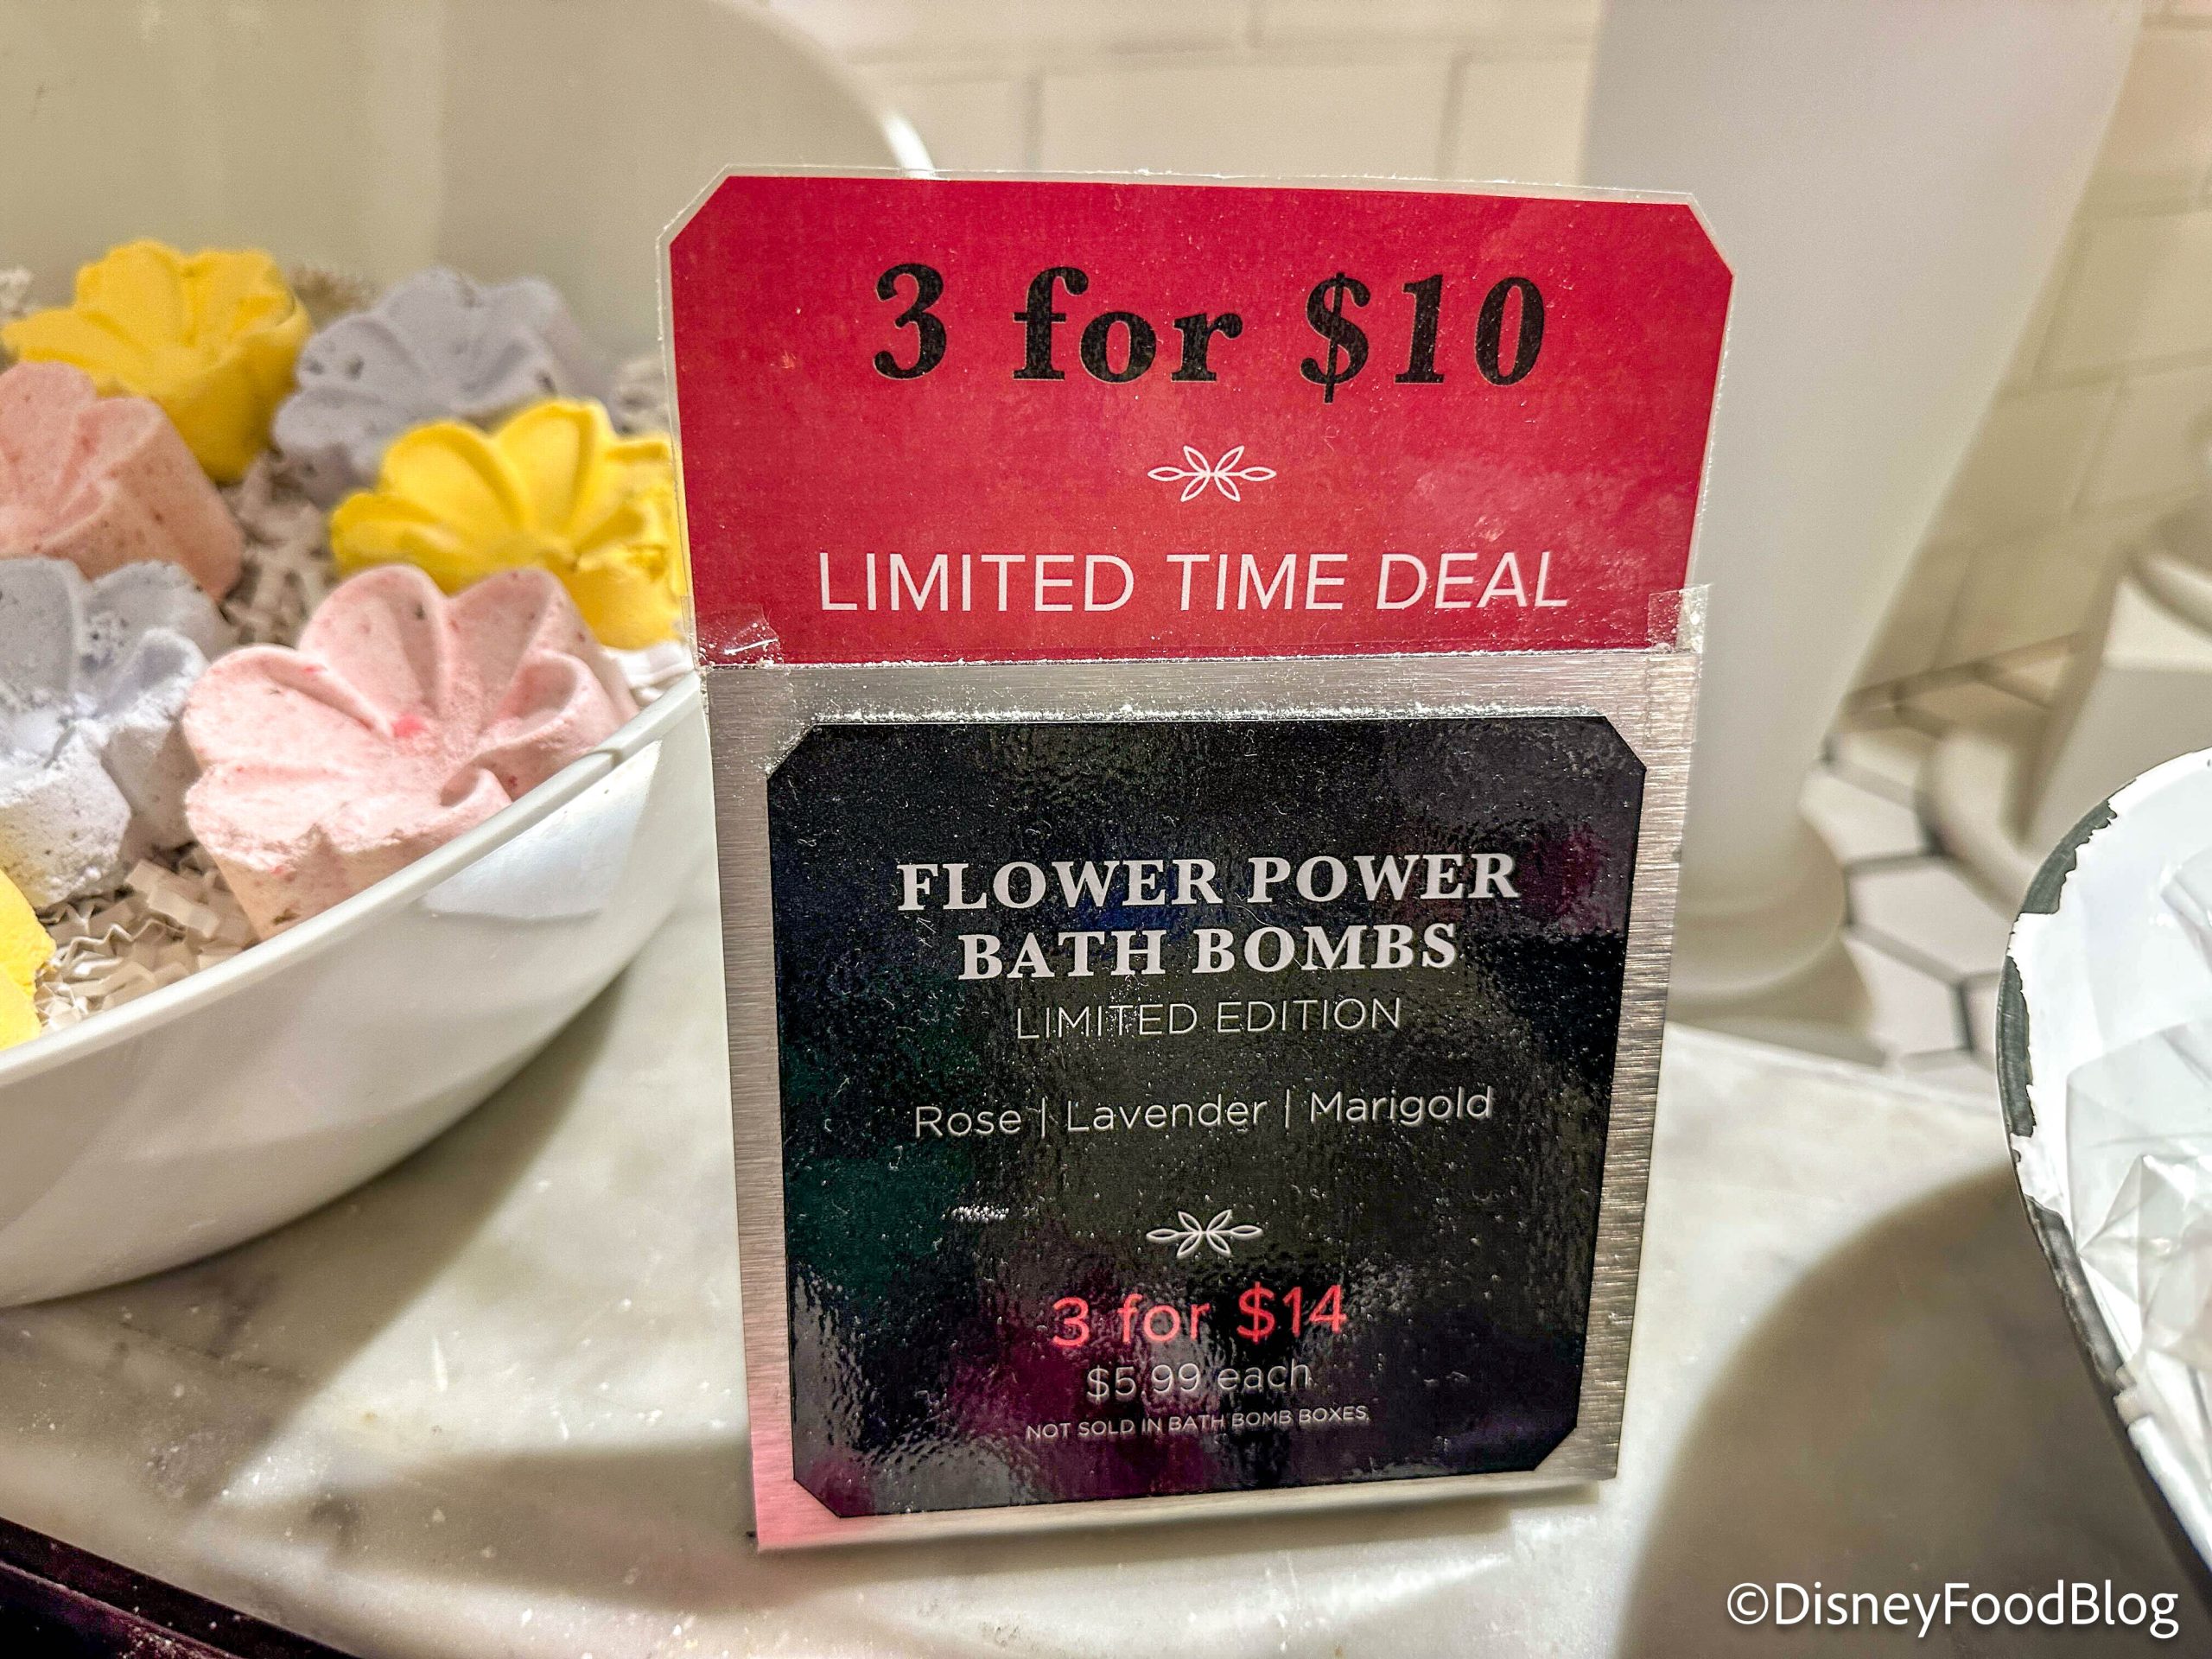 3 for $10
LIMITED TIME DEAL
FLOWER POWER
BATH BOMBS
LIMITED EDITION
Rose | Lavender | Marigold
3 for $14
$5.99 each
NOT SOLD IN BATH BOMB BOXES
©DisneyFoodBlog